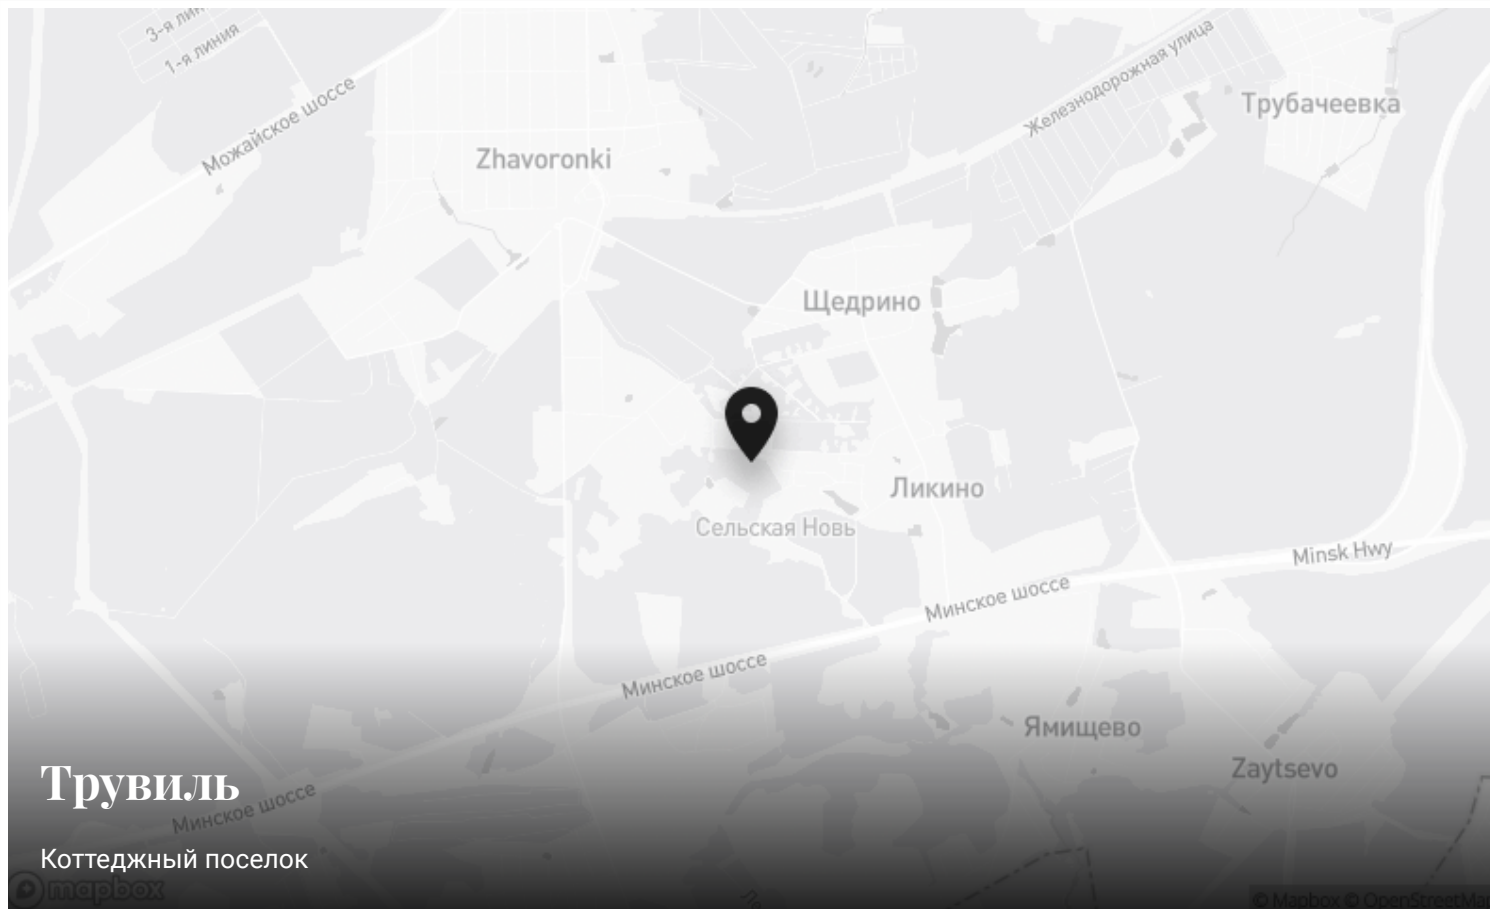 3-я лин
1-я линия
Можайское шоссе
Zhavoronki
Железнодорожная улица
Трубачеевка
Щедрино
Ликино
Сельская Новь
Minsk Hwy
Минское шоссе
Минское шоссе
Ямищево
Zaytsevo
Трувиль
Минское шоссе
Коттеджный поселок
mapbox
© Mapbox © OpenStreetMap